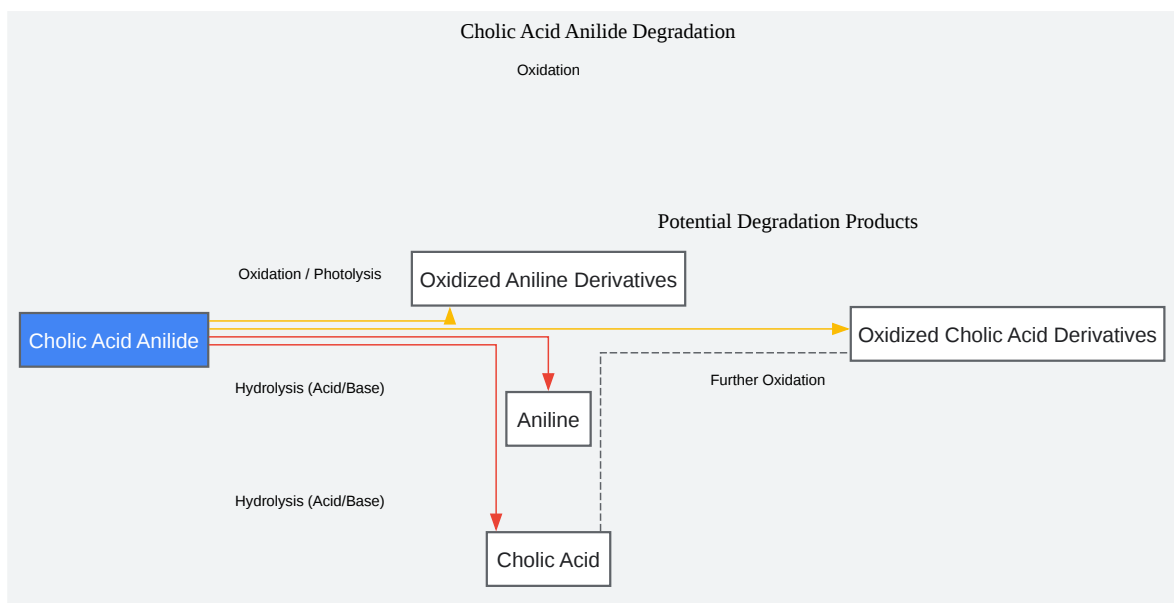 Cholic Acid Anilide Degradation
Oxidation
Potential Degradation Products
Oxidation / Photolysis
Oxidized Aniline Derivatives
Cholic Acid Anilide
Oxidized Cholic Acid Derivatives
Hydrolysis (Acid/Base)
Further Oxidation
Aniline
Hydrolysis (Acid/Base)
Cholic Acid